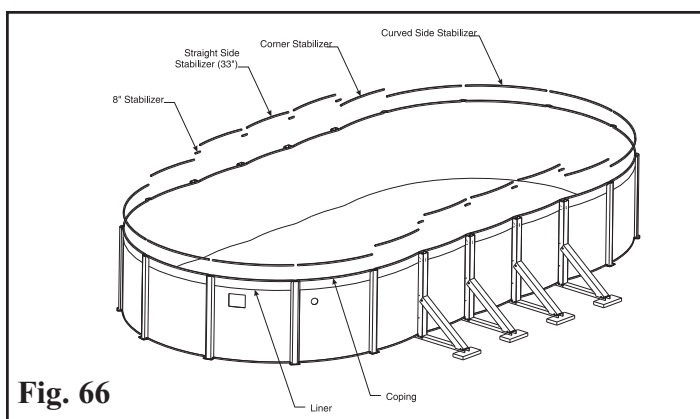 Curved Side Stabilizer
Corner Stabilizer
Straight Side
Stabilizer (33")
8" Stabilizer
Fig. 66
Coping
Liner